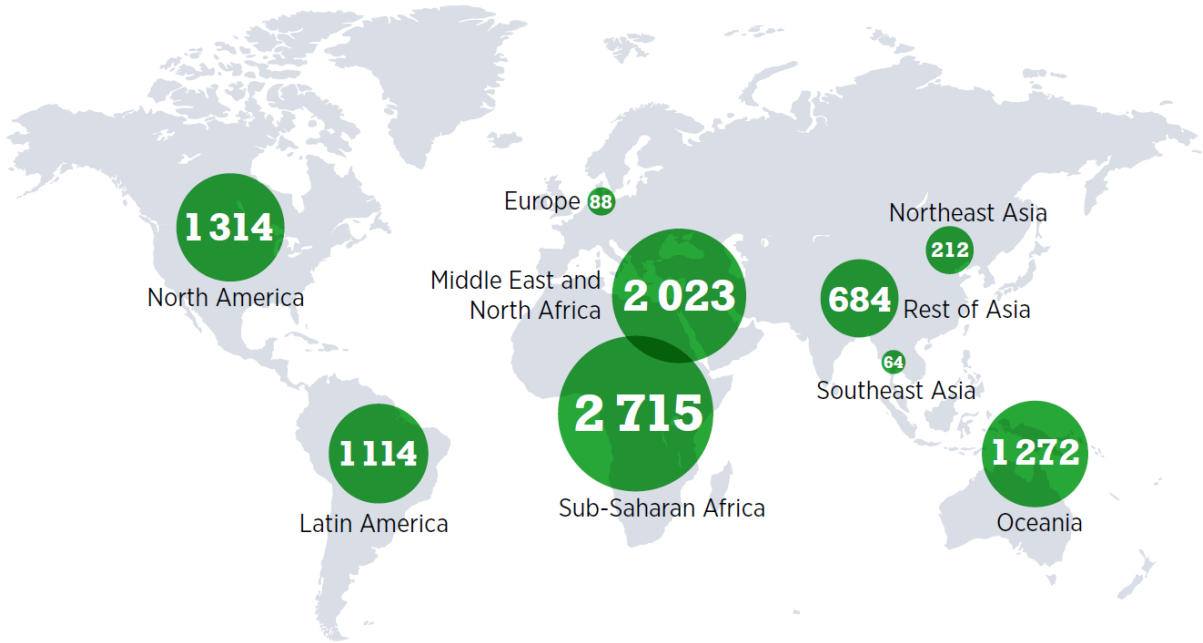 1 314
North America
Europe 88
Northeast Asia
212
Middle East and
North Africa
2 023
684
Rest of Asia
64
Southeast Asia
2 715
Sub-Saharan Africa
1 114
Latin America
1 272
Oceania